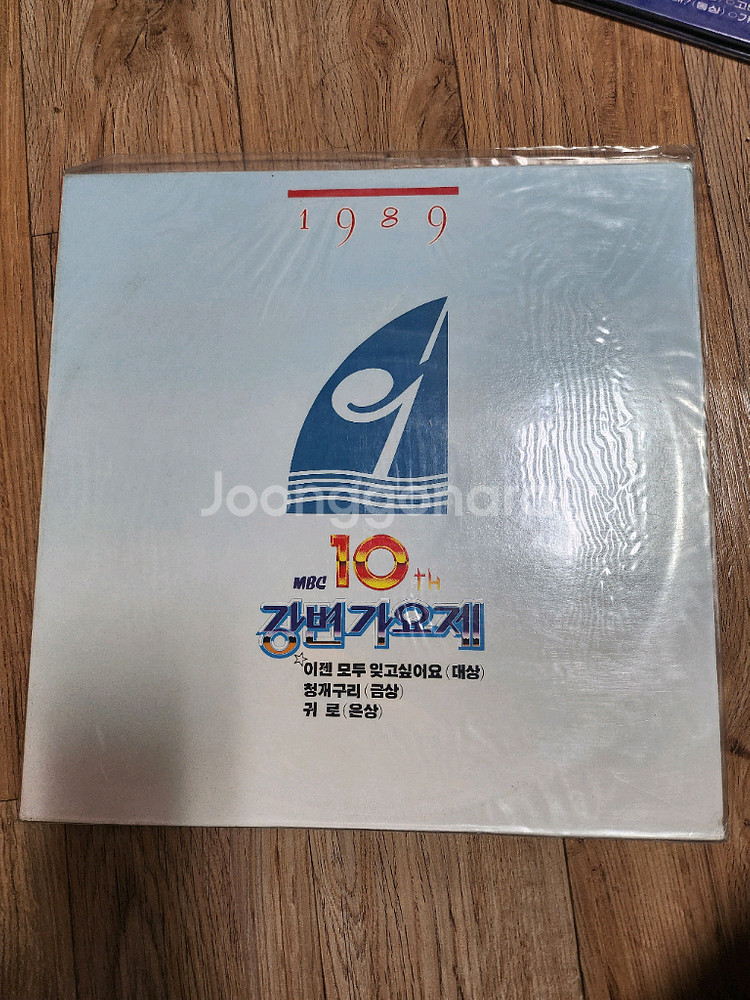 1989
Joonggonara
MBC 10th
강변가요제
☆이젠 모두 잊고싶어요(대상)
청개구리(금상)
귀 로(은상)